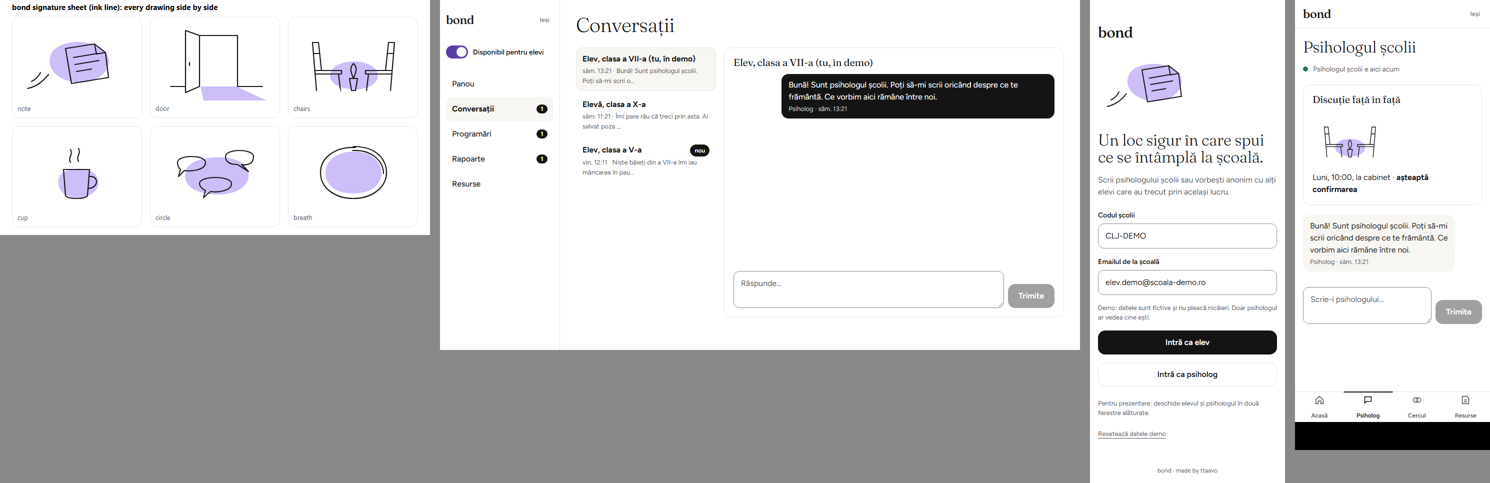 bond signature sheet (ink line): every drawing side by side
note
door
chairs
cup
circle
breath
bond
Ieși
Disponibil pentru elevi
Panou
Conversații
1
Programări
1
Rapoarte
1
Resurse
Conversații
Elev, clasa a VII-a (tu, în demo)
sâm. 13:21 · Bună! Sunt psihologul școlii.
Poți să-mi scrii o...
Elevă, clasa a X-a
sâm. 11:21 · Îmi pare rău că treci prin asta. Ai
salvat poza ...
Elev, clasa a V-a
nou
vin. 12:11 · Niște băieți din a VII-a îmi iau
mâncarea în pau...
Elev, clasa a VII-a (tu, în demo)
Bună! Sunt psihologul școlii. Poți să-mi scrii oricând despre ce te
frământă. Ce vorbim aici rămâne între noi.
Psiholog · sâm. 13:21
Răspunde...
Trimite
bond
Un loc sigur în care spui
ce se întâmplă la școală.
Scrii psihologului școlii sau vorbești anonim cu alți
elevi care au trecut prin același lucru.
Codul școlii
CLJ-DEMO
Emailul de la școală
elev.demo@scoala-demo.ro
Demo: datele sunt fictive și nu pleacă nicăieri. Doar psihologul
ar vedea cine ești.
Intră ca elev
Intră ca psiholog
Pentru prezentare: deschide elevul și psihologul în două
ferestre alăturate.
Resetează datele demo
bond · made by ttaavo
bond
Ieși
Psihologul școlii
Psihologul școlii e aici acum
Discuție față în față
Luni, 10:00, la cabinet · așteaptă
confirmarea
Bună! Sunt psihologul școlii. Poți să-mi
scrii oricând despre ce te frământă. Ce
vorbim aici rămâne între noi.
Psiholog · sâm. 13:21
Scrie-i psihologului...
Trimite
Acasă
Psiholog
Cercul
Resurse